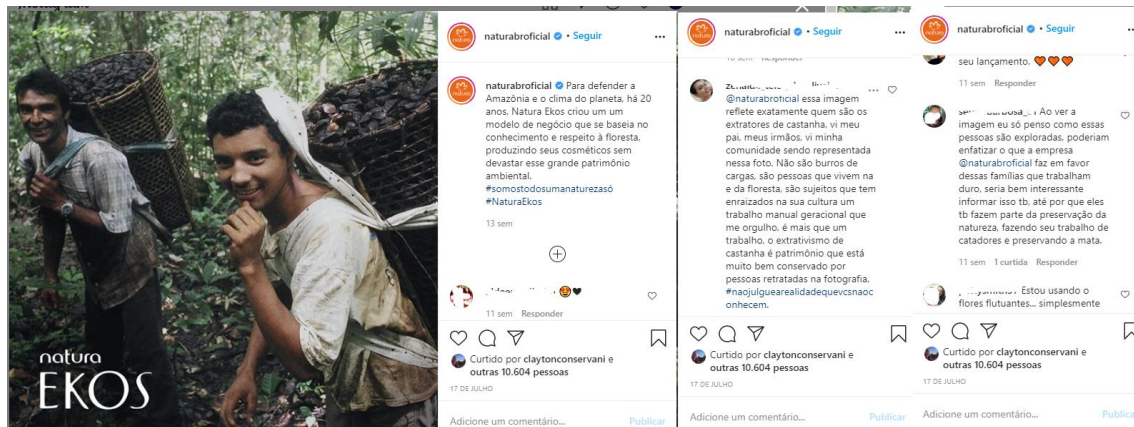 natura
EKOS
naturabroficial • Seguir
naturabroficial Para defender a
Amazônia e o clima do planeta, há 20
anos, Natura Ekos criou um um
modelo de negócio que se baseia no
conhecimento e respeito à floresta,
produzindo seus cosméticos sem
devastar esse grande patrimônio
ambiental.
#somostodosumanaturezasó
#NaturaEkos
13 sem
11 sem Responder
Curtido por claytonconservani e
outras 10.604 pessoas
17 DE JULHO
Adicione um comentário... Publicar
naturabroficial • Seguir
@naturabroficial essa imagem
reflete exatamente quem são os
extratores de castanha, vi meu
pai, meus irmãos, vi minha
comunidade sendo representada
nessa foto. Não são burros de
cargas, são pessoas que vivem na
e da floresta, são sujeitos que tem
enraizados na sua cultura um
trabalho manual geracional que
me orgulho, é mais que um
trabalho, o extrativismo de
castanha é patrimônio que está
muito bem conservado por
pessoas retratadas na fotografia.
#naojulguearealidadequevcsnaoc
onhecem.
Curtido por claytonconservani e
outras 10.604 pessoas
17 DE JULHO
Adicione um comentário... Publicar
naturabroficial • Seguir
seu lançamento.
11 sem Responder
Ao ver a
imagem eu só penso como essas
pessoas são exploradas, poderiam
enfatizar o que a empresa
@naturabroficial faz em favor
dessas famílias que trabalham
duro, seria bem interessante
informar isso tb, até por que eles
tb fazem parte da preservação da
natureza, fazendo seu trabalho de
catadores e preservando a mata.
11 sem 1 curtida Responder
Estou usando o
flores flutuantes... simplesmente
Curtido por claytonconservani e
outras 10.604 pessoas
17 DE JULHO
Adicione um comentário... Publica